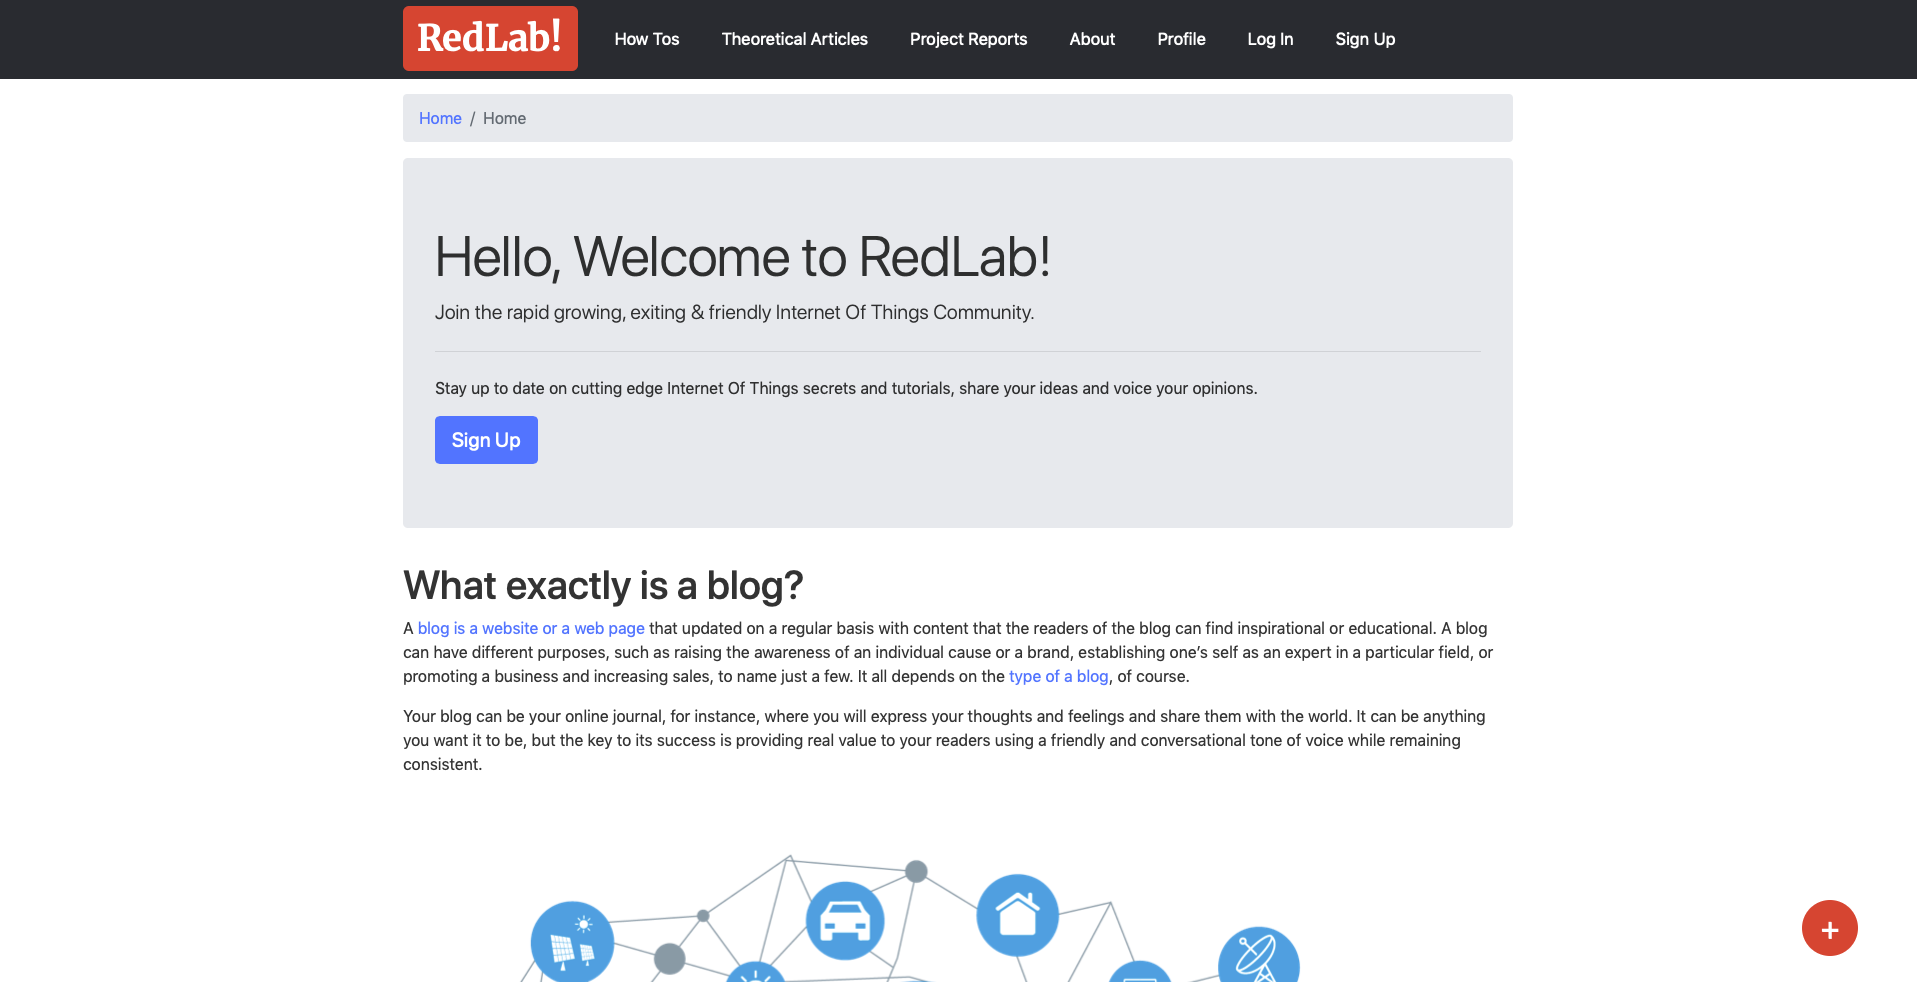 RedLab!
How Tos
Theoretical Articles
Project Reports
About
Profile
Log In
Sign Up
Home / Home
Hello, Welcome to RedLab!
Join the rapid growing, exiting & friendly Internet Of Things Community.
Stay up to date on cutting edge Internet Of Things secrets and tutorials, share your ideas and voice your opinions.
Sign Up
What exactly is a blog?
A blog is a website or a web page that updated on a regular basis with content that the readers of the blog can find inspirational or educational. A blog
can have different purposes, such as raising the awareness of an individual cause or a brand, establishing one’s self as an expert in a particular field, or
promoting a business and increasing sales, to name just a few. It all depends on the type of a blog, of course.
Your blog can be your online journal, for instance, where you will express your thoughts and feelings and share them with the world. It can be anything
you want it to be, but the key to its success is providing real value to your readers using a friendly and conversational tone of voice while remaining
consistent.
+